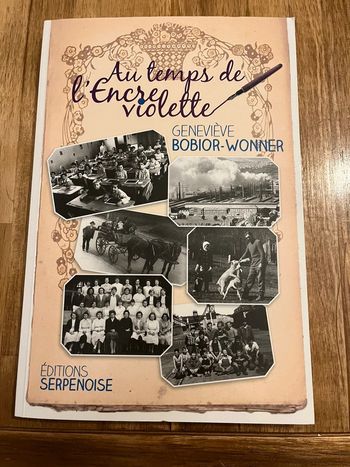 Au temps de
l'Encre
violette
GENEVIÈVE
BOBIOR-WONNER
ÉDITIONS
SERPENOISE